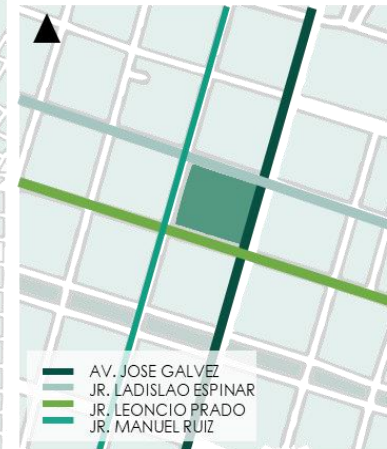 AV. JOSE GALVEZ
JR. LADISLAO ESPINAR
JR. LEONCIO PRADO
JR. MANUEL RUIZ